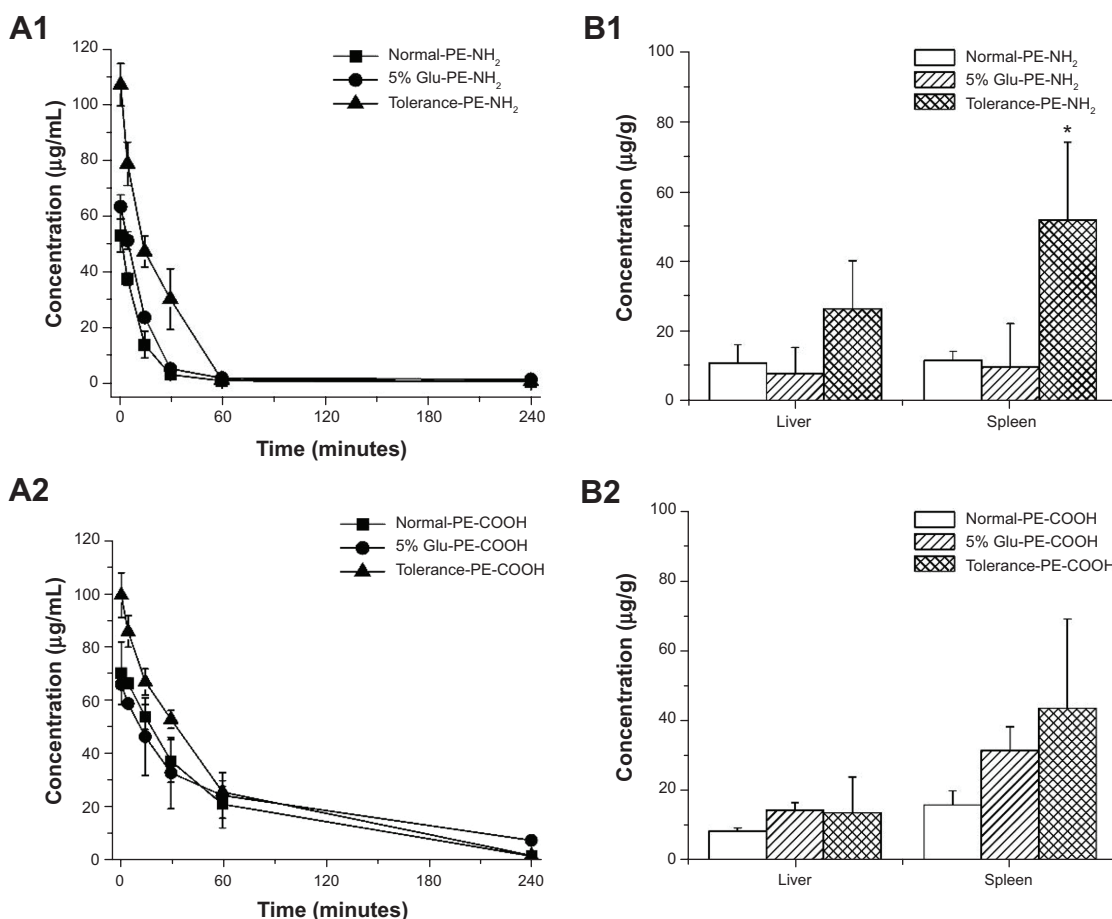 A1
Normal-PE-NH₂
5% Glu-PE-NH₂
Tolerance-PE-NH₂
120
100
80
60
40
20
0
Concentration (µg/mL)
0 60 120 180 240
Time (minutes)
B1
Normal-PE-NH₂
5% Glu-PE-NH₂
Tolerance-PE-NH₂
*
100
80
60
40
20
0
Concentration (µg/g)
Liver Spleen
A2
Normal-PE-COOH
5% Glu-PE-COOH
Tolerance-PE-COOH
120
100
80
60
40
20
0
Concentration (µg/mL)
0 60 120 180 240
Time (minutes)
B2
Normal-PE-COOH
5% Glu-PE-COOH
Tolerance-PE-COOH
100
80
60
40
20
0
Concentration (µg/g)
Liver Spleen